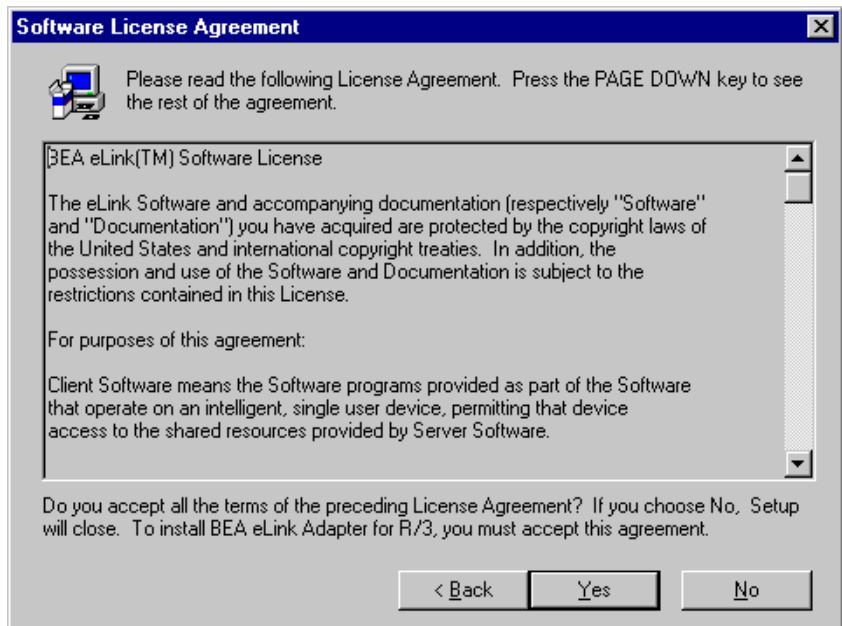 Software License Agreement
Please read the following License Agreement. Press the PAGE DOWN key to see
the rest of the agreement.
BEA eLink(TM) Software License
The eLink Software and accompanying documentation (respectively "Software"
and "Documentation") you have acquired are protected by the copyright laws of
the United States and international copyright treaties. In addition, the
possession and use of the Software and Documentation is subject to the
restrictions contained in this License.
For purposes of this agreement:
Client Software means the Software programs provided as part of the Software
that operate on an intelligent, single user device, permitting that device
access to the shared resources provided by Server Software.
Do you accept all the terms of the preceding License Agreement? If you choose No, Setup
will close. To install BEA eLink Adapter for R/3, you must accept this agreement.
< Back
Yes
No